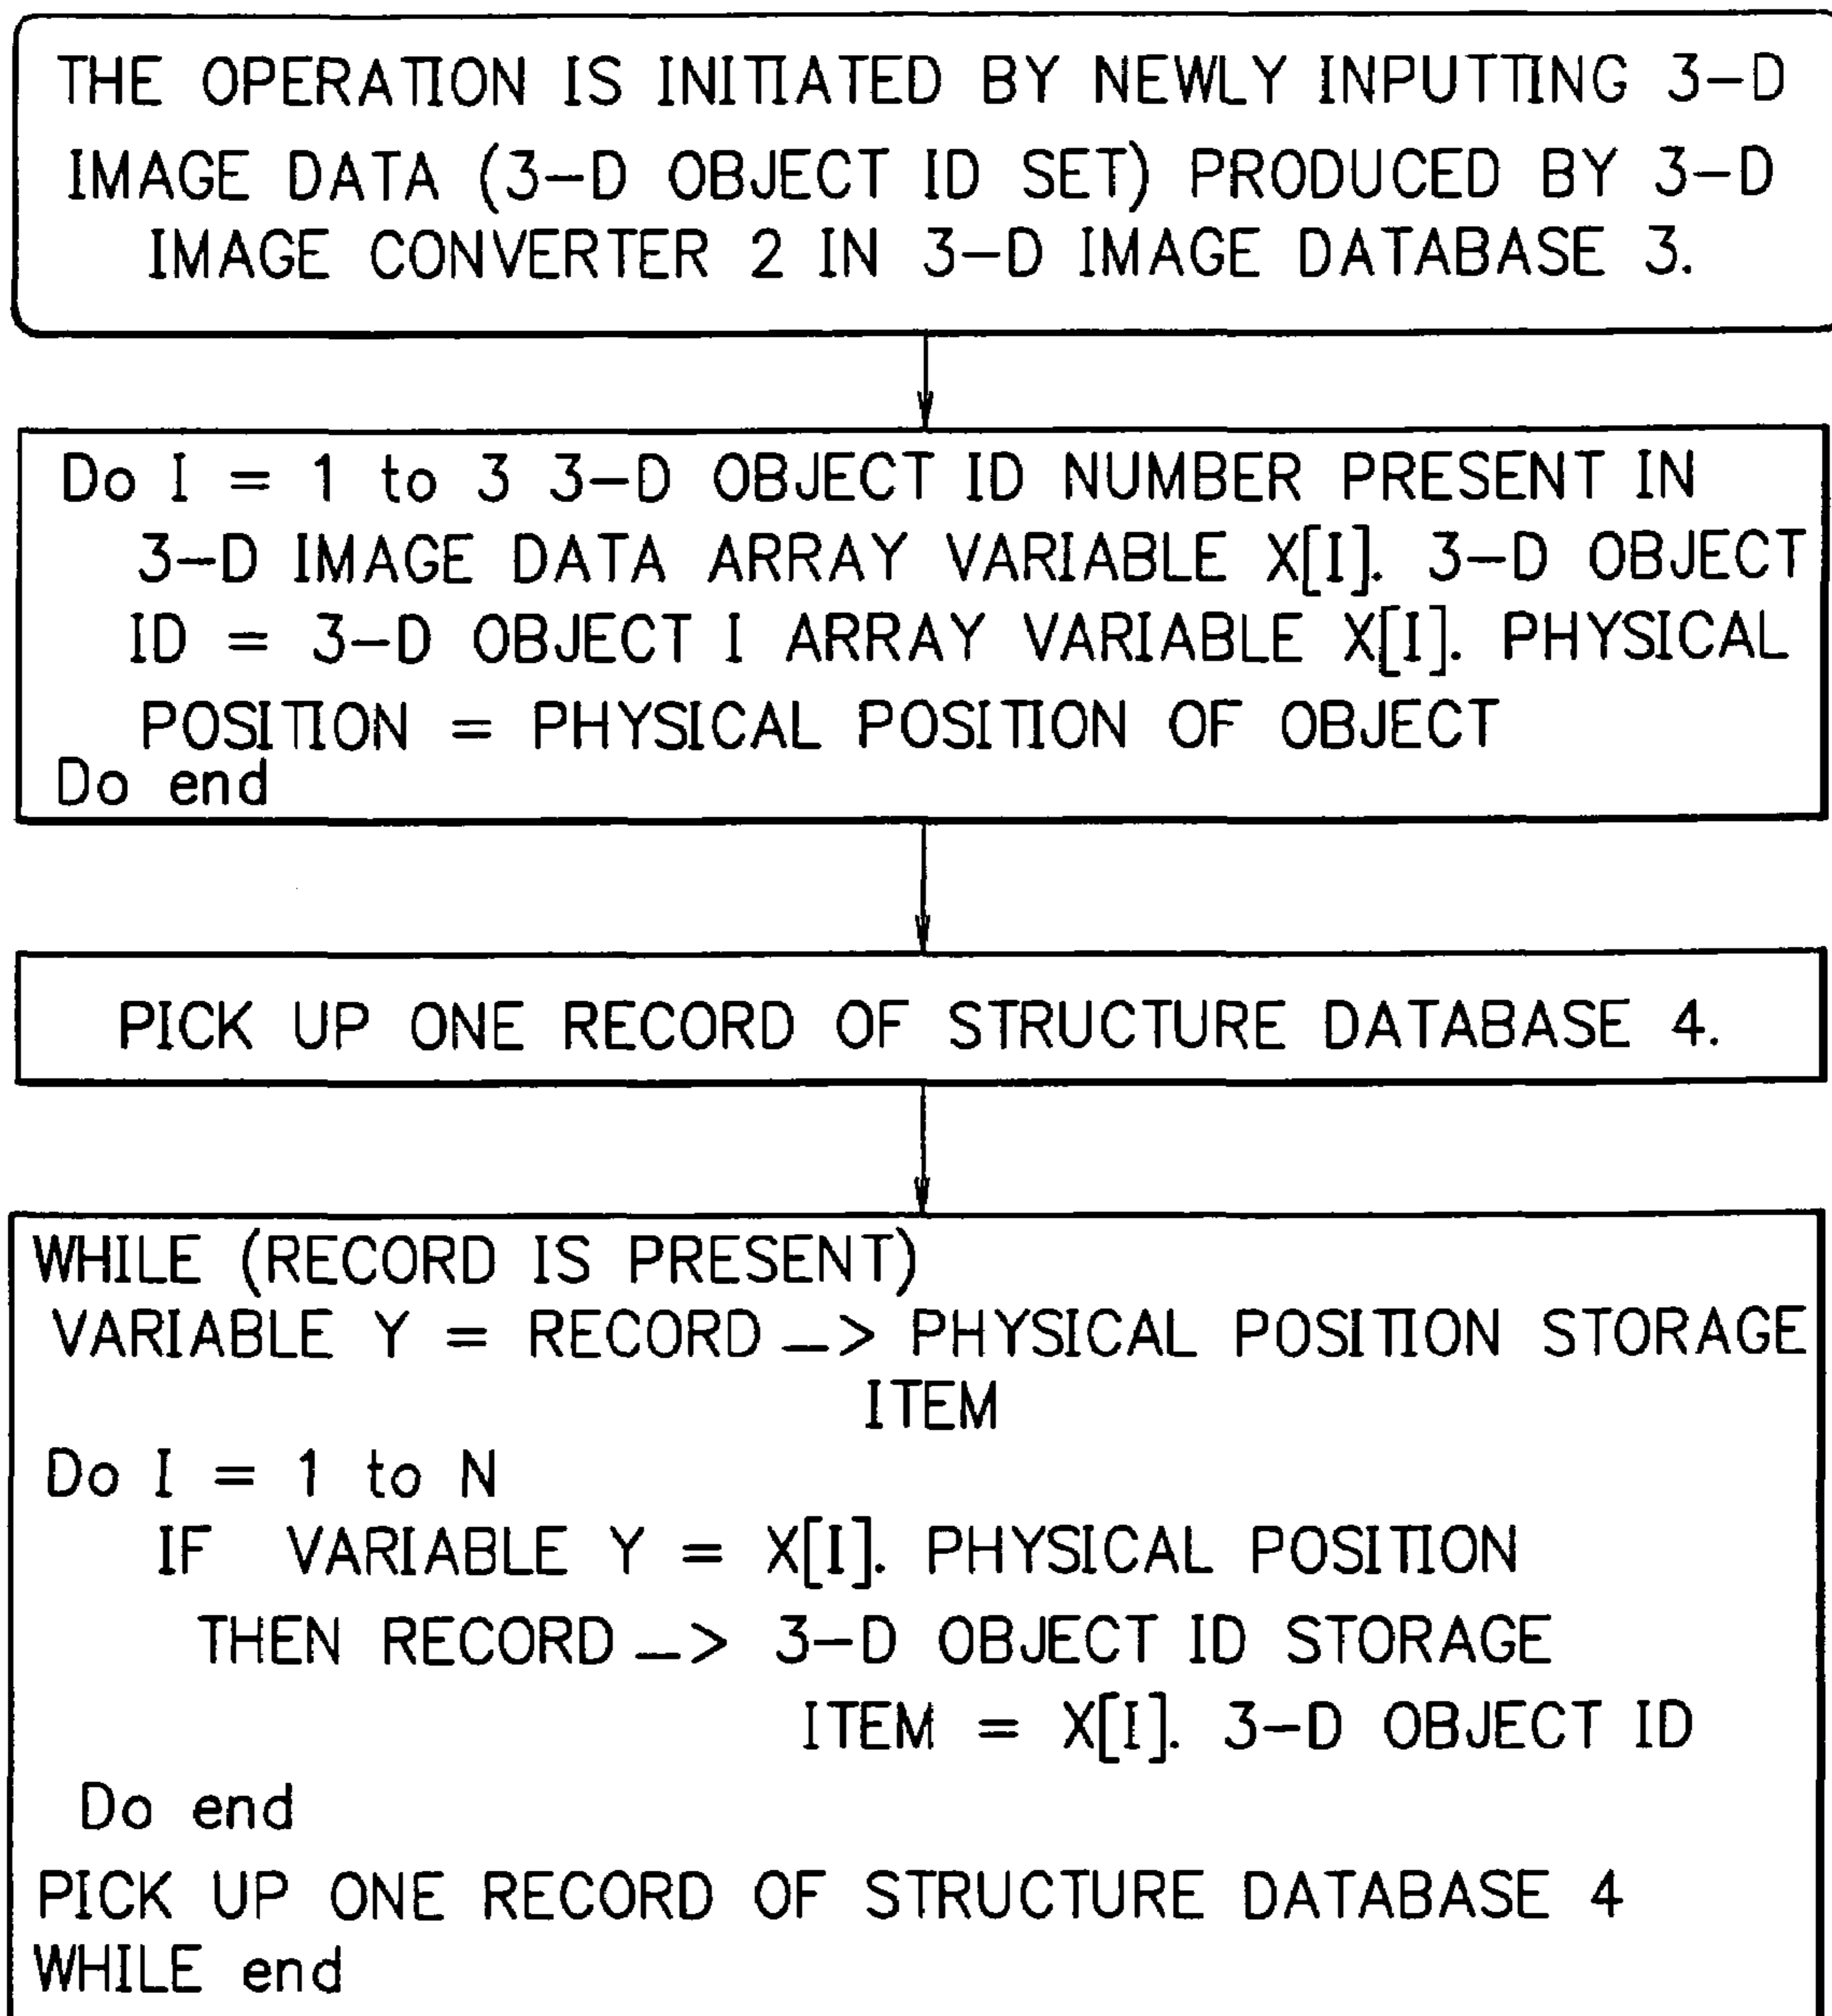 THE OPERATION IS INITIATED BY NEWLY INPUTTING 3-D
IMAGE DATA (3-D OBJECT ID SET) PRODUCED BY 3-D
IMAGE CONVERTER 2 IN 3-D IMAGE DATABASE 3.
Do I = 1 to 3 3-D OBJECT ID NUMBER PRESENT IN
3-D IMAGE DATA ARRAY VARIABLE X[I]. 3-D OBJECT
ID = 3-D OBJECT I ARRAY VARIABLE X[I]. PHYSICAL
POSITION = PHYSICAL POSITION OF OBJECT
Do end
PICK UP ONE RECORD OF STRUCTURE DATABASE 4.
WHILE (RECORD IS PRESENT)
VARIABLE Y = RECORD _> PHYSICAL POSITION STORAGE
ITEM
Do I = 1 to N
IF VARIABLE Y = X[I]. PHYSICAL POSITION
THEN RECORD _> 3-D OBJECT ID STORAGE
ITEM = X[I]. 3-D OBJECT ID
Do end
PICK UP ONE RECORD OF STRUCTURE DATABASE 4
WHILE end